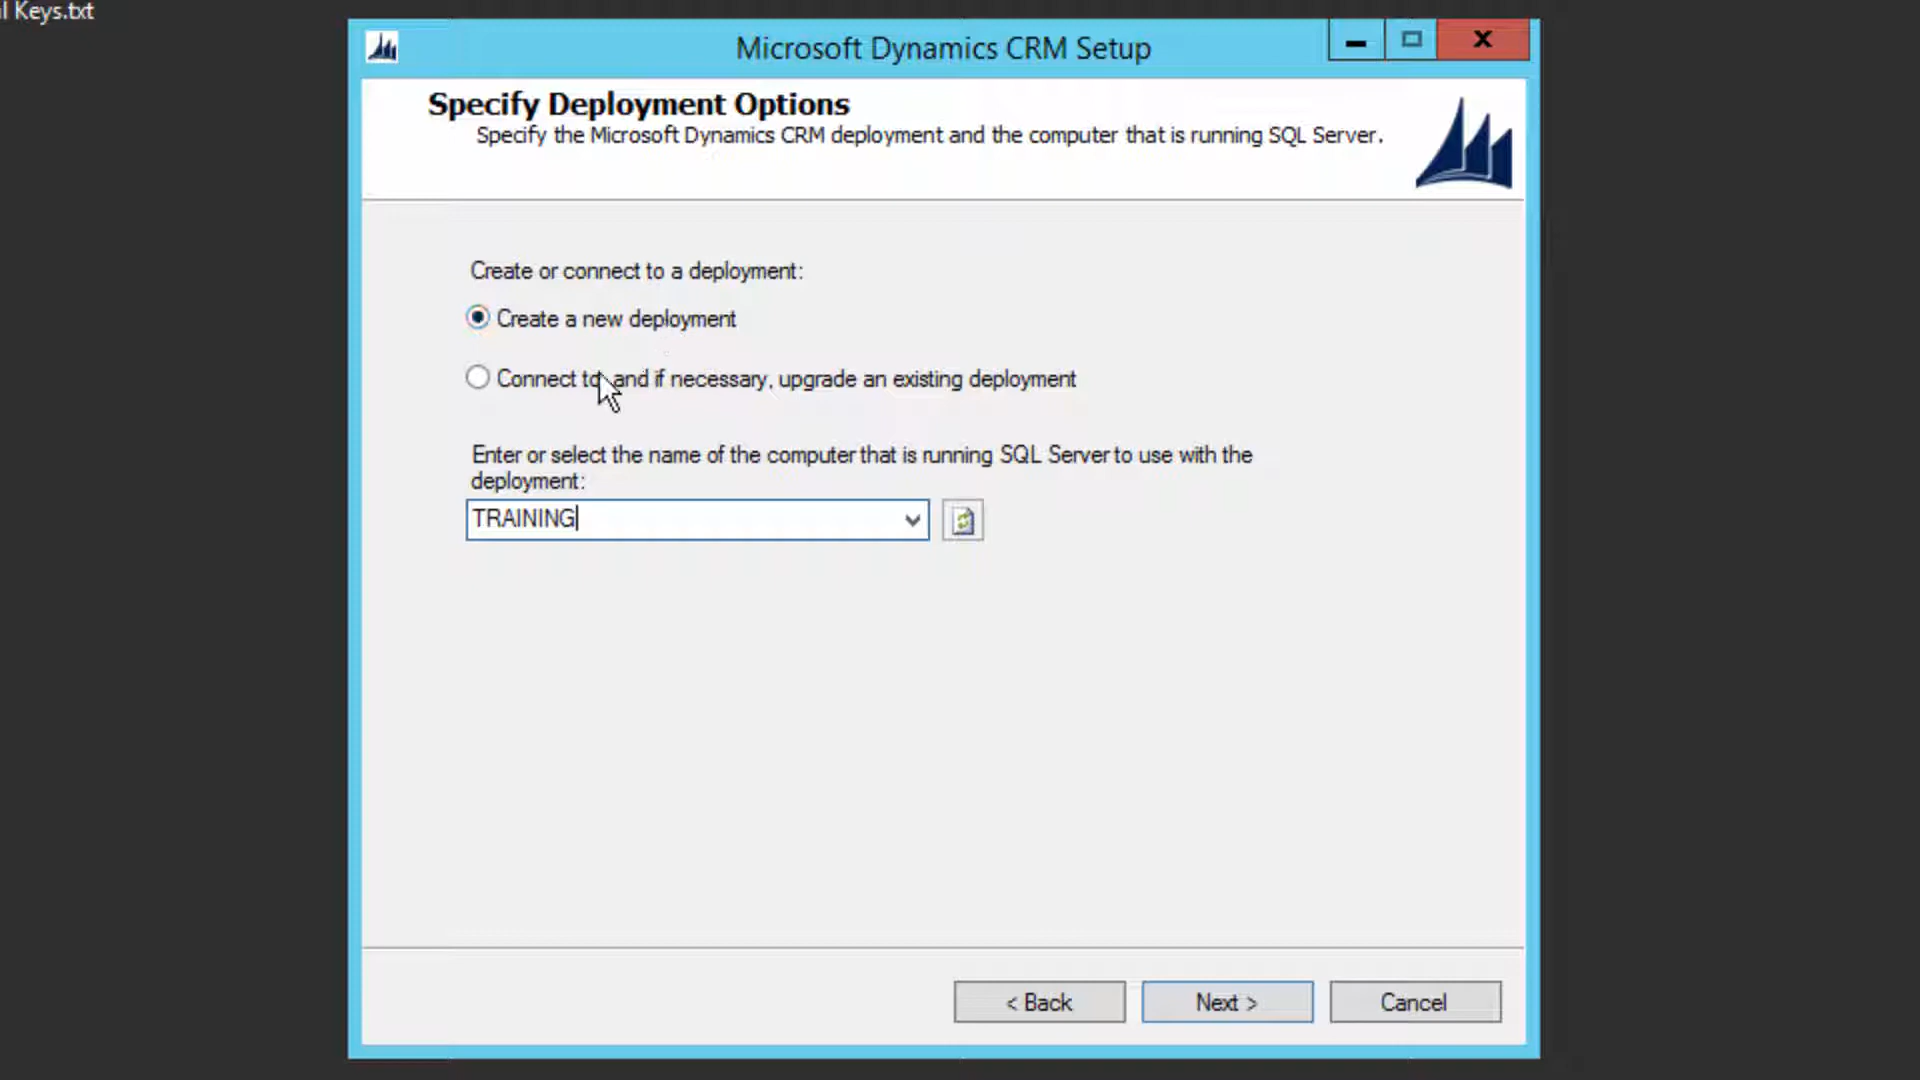 l Keys.txt
Microsoft Dynamics CRM Setup
Specify Deployment Options
Specify the Microsoft Dynamics CRM deployment and the computer that is running SQL Server.
Create or connect to a deployment:
Create a new deployment
Connect to, and if necessary, upgrade an existing deployment
Enter or select the name of the computer that is running SQL Server to use with the
deployment:
TRAINING
< Back
Next >
Cancel